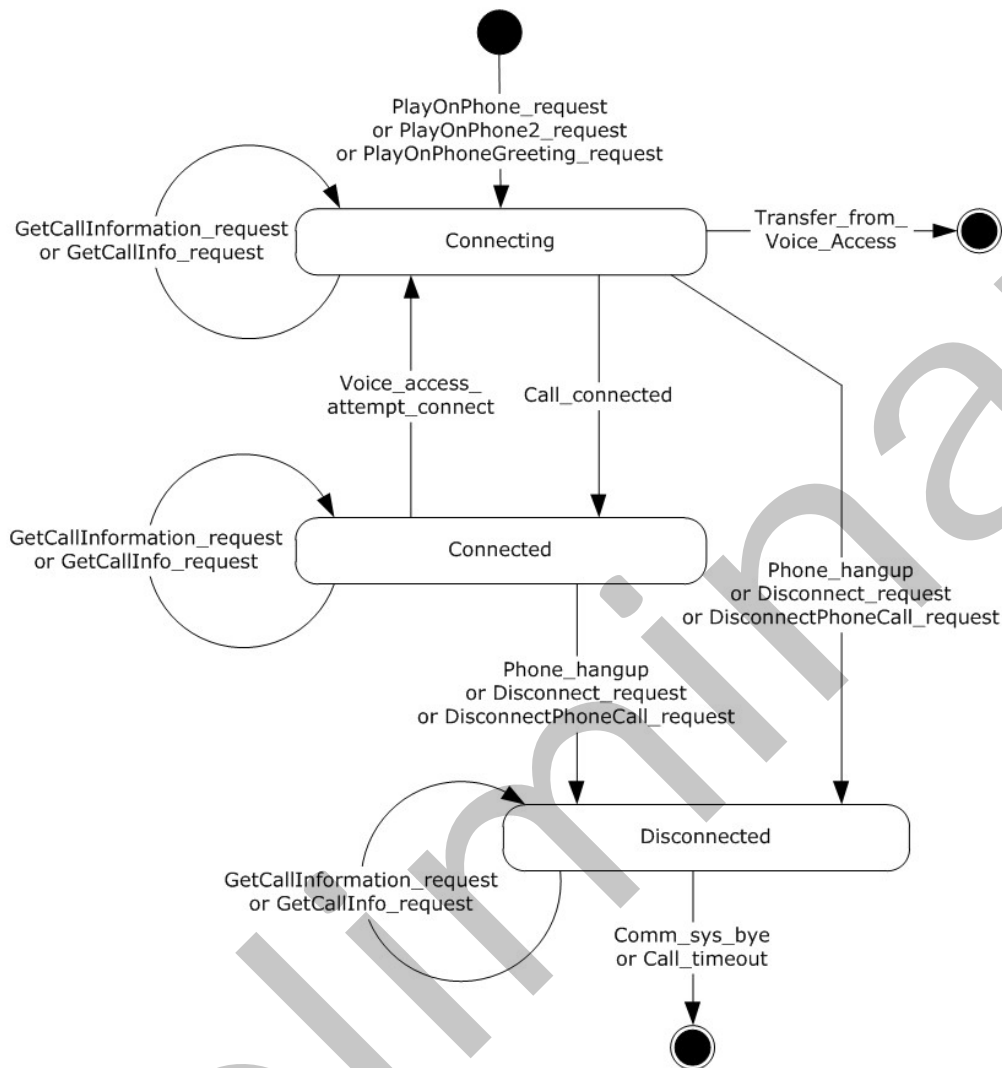 PlayOnPhone_request
or PlayOnPhone2_request
or PlayOnPhoneGreeting_request
GetCallInformation_request
or GetCallInfo_request
Connecting
Transfer_from_
Voice_Access
Voice_access_
attempt_connect
Call_connected
GetCallInformation_request
or GetCallInfo_request
Connected
Phone_hangup
or Disconnect_request
or DisconnectPhoneCall_request
Phone_hangup
or Disconnect_request
or DisconnectPhoneCall_request
Disconnected
GetCallInformation_request
or GetCallInfo_request
Comm_sys_bye
or Call_timeout